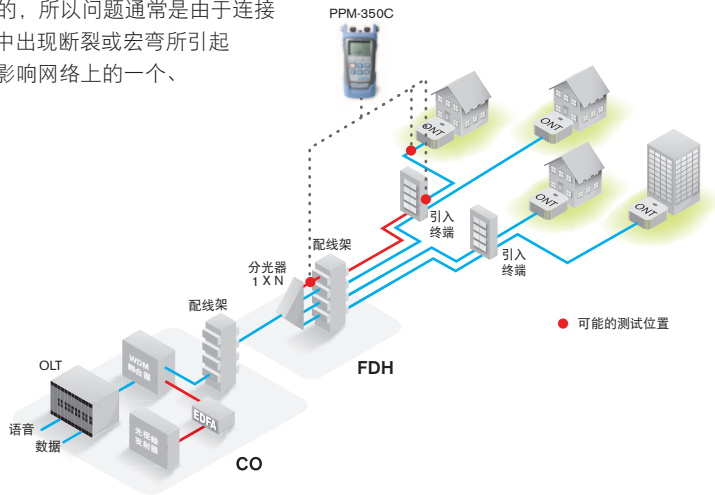 的，所以问题通常是由于连接
中出现断裂或宏弯所引起
影响网络上的一个、
PPM-350C
ONT
ONT
ONT
ONT
引入
终端
引入
终端
配线架
分光器
1 X N
配线架
可能的测试位置
FDH
OLT
WDM
耦合器
EDFA
光视频
发射器
语音
数据
CO